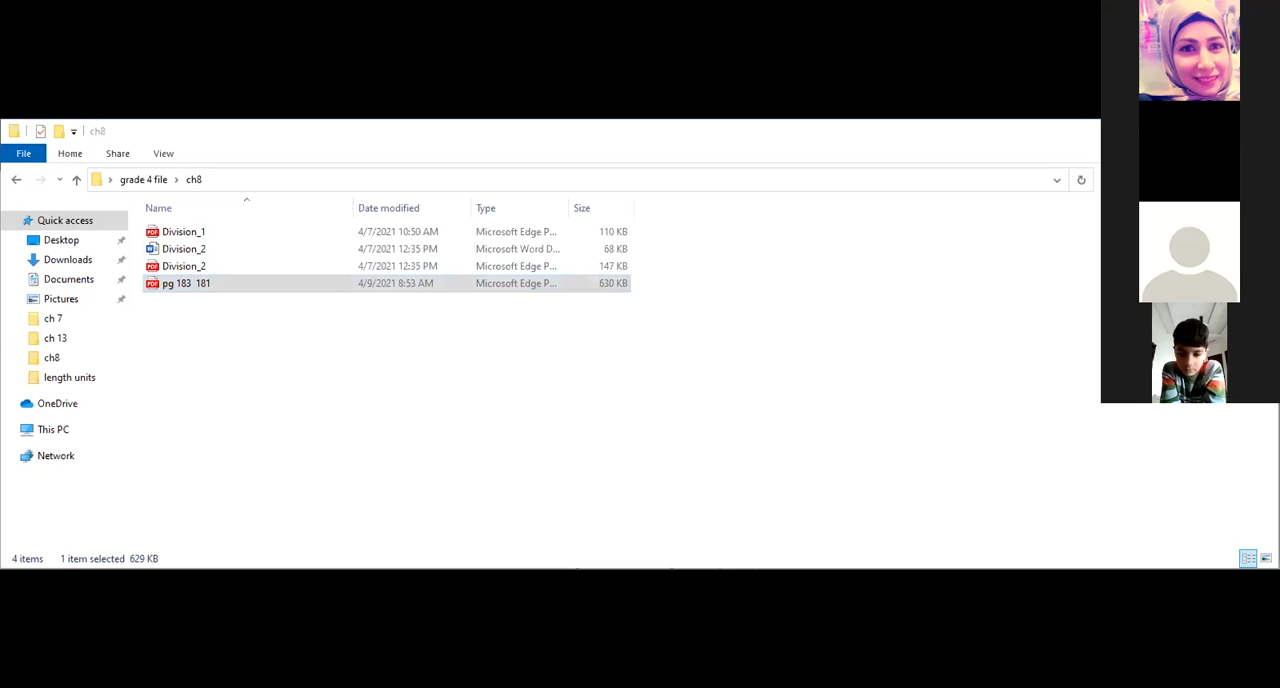 ch8
File Home Share View
grade 4 file ch8
Name Date modified Type Size
Quick access
Desktop
Downloads
Documents
Pictures
ch 7
ch 13
ch8
length units
OneDrive
This PC
Network
Division_1 4/7/2021 10:50 AM Microsoft Edge P... 110 KB
Division_2 4/7/2021 12:35 PM Microsoft Word D... 68 KB
Division_2 4/7/2021 12:35 PM Microsoft Edge P... 147 KB
pg 183 181 4/9/2021 8:53 AM Microsoft Edge P... 630 KB
4 items 1 item selected 629 KB